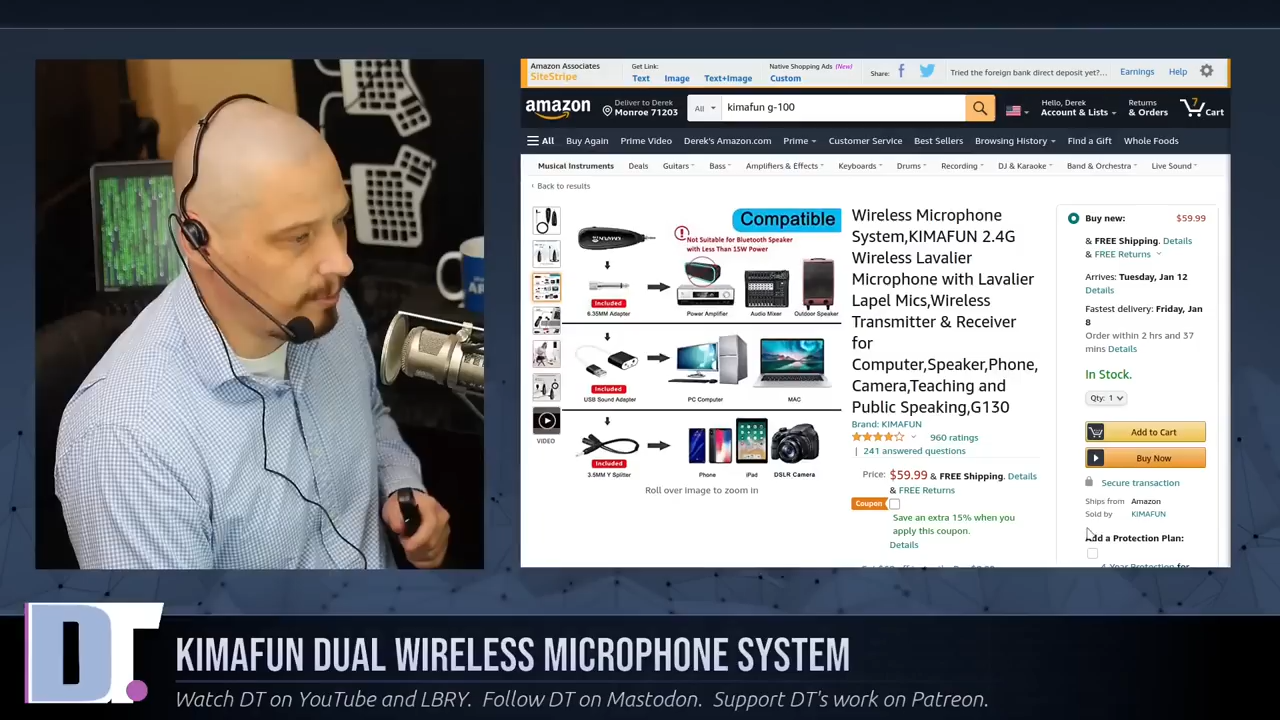 Amazon Associates
SiteStripe
Get Link:
Text Image Text+Image
Native Shopping Ads (New)
Custom
Share:
Tried the foreign bank direct deposit yet?...
Earnings Help
amazon
Deliver to Derek
Monroe 71203
All kimafun g-100
Hello, Derek
Account & Lists
Returns
& Orders
7
Cart
All Buy Again Prime Video Derek's Amazon.com Prime Customer Service Best Sellers Browsing History Find a Gift Whole Foods
Musical Instruments Deals Guitars Bass Amplifiers & Effects Keyboards Drums Recording DJ & Karaoke Band & Orchestra Live Sound
‹ Back to results
Compatible
Not Suitable for Bluetooth Speaker
with Less Than 15W Power
Included
6.35MM Adapter
Power Amplifier
Audio Mixer
Outdoor Speaker
Included
USB Sound Adapter
PC Computer
MAC
Included
3.5MM Y Splitter
Phone
iPad
DSLR Camera
VIDEO
Roll over image to zoom in
Wireless Microphone
System,KIMAFUN 2.4G
Wireless Lavalier
Microphone with Lavalier
Lapel Mics,Wireless
Transmitter & Receiver
for
Computer,Speaker,Phone,
Camera,Teaching and
Public Speaking,G130
Brand: KIMAFUN
960 ratings
| 241 answered questions
Price: $59.99 & FREE Shipping. Details
& FREE Returns
Coupon
Save an extra 15% when you
apply this coupon.
Details
Buy new: $59.99
& FREE Shipping. Details
& FREE Returns
Arrives: Tuesday, Jan 12
Details
Fastest delivery: Friday, Jan
8
Order within 2 hrs and 37
mins Details
In Stock.
Qty: 1
Add to Cart
Buy Now
Secure transaction
Ships from Amazon
Sold by KIMAFUN
Add a Protection Plan:
DT.
KIMAFUN DUAL WIRELESS MICROPHONE SYSTEM
Watch DT on YouTube and LBRY. Follow DT on Mastodon. Support DT's work on Patreon.